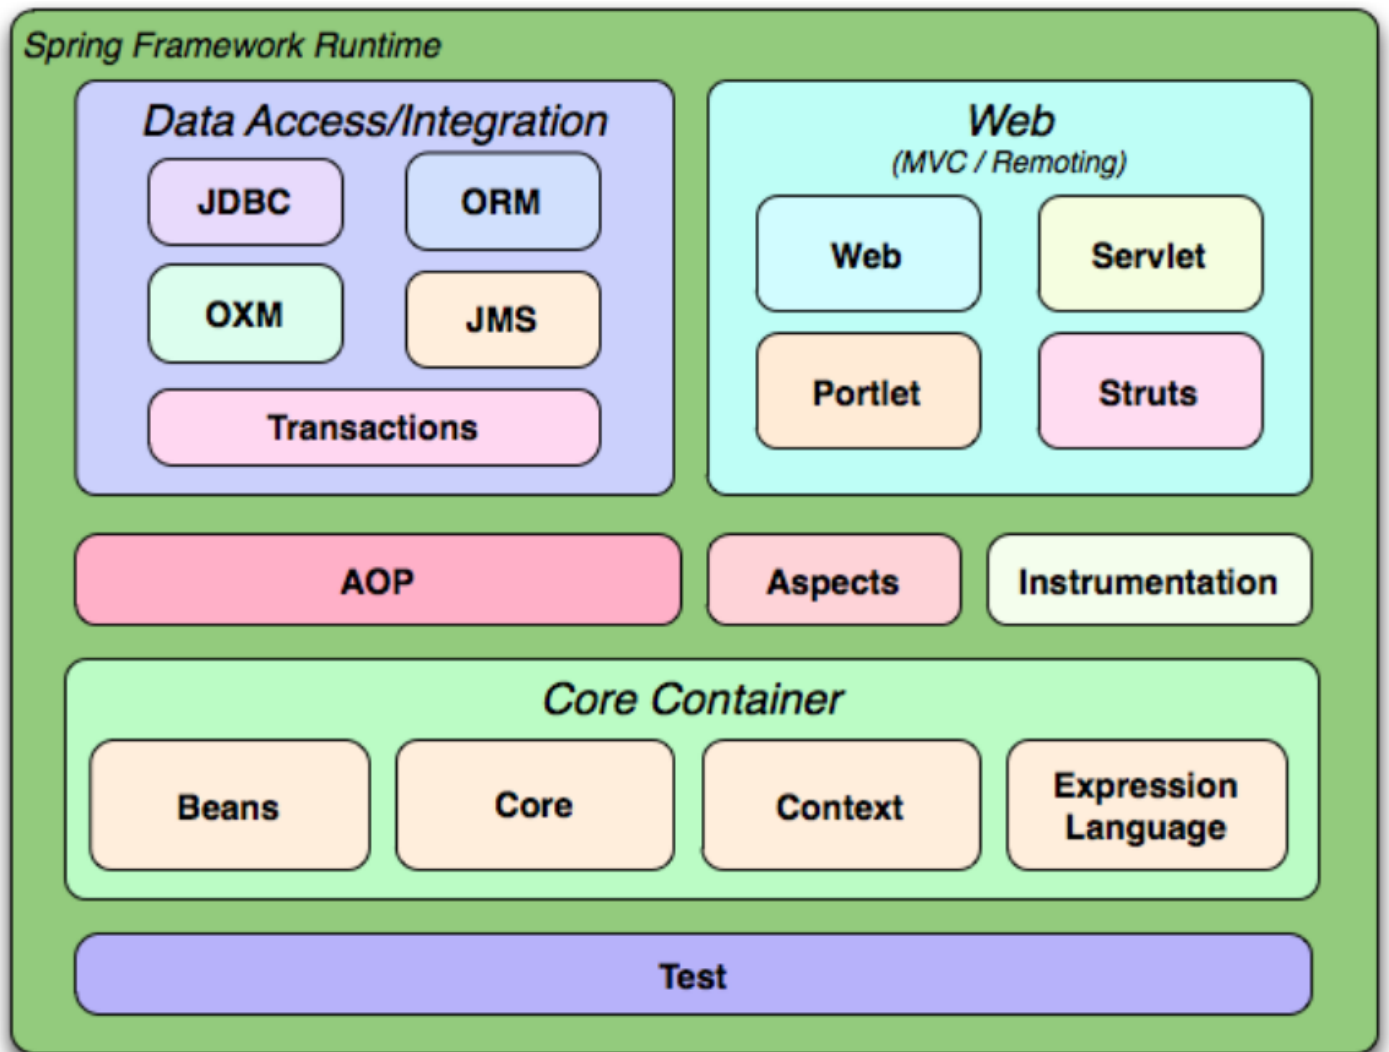 Spring Framework Runtime
Data Access/Integration
JDBC
ORM
OXM
JMS
Transactions
Web
(MVC / Remoting)
Web
Servlet
Portlet
Struts
AOP
Aspects
Instrumentation
Core Container
Beans
Core
Context
Expression
Language
Test